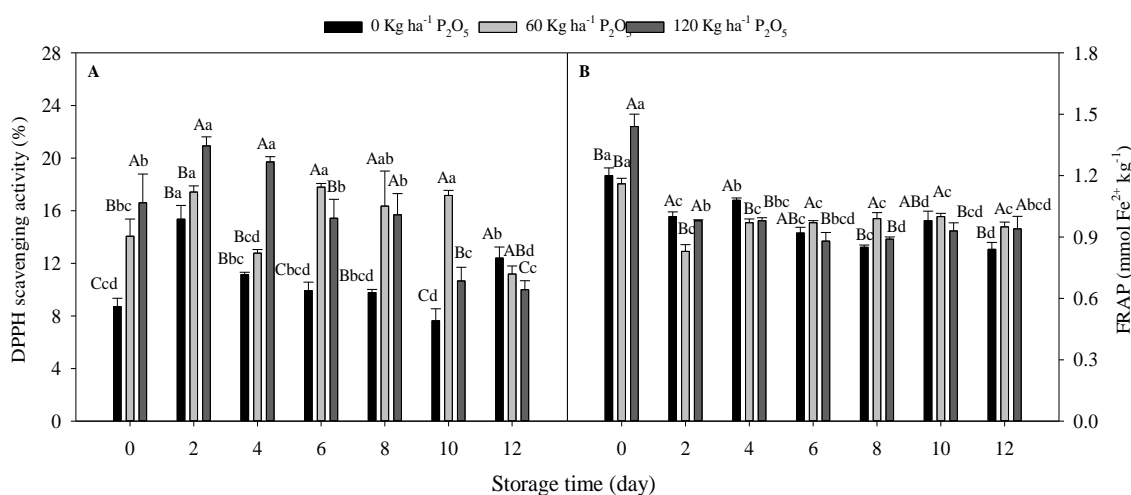 0 Kg ha⁻¹ P₂O₅ 60 Kg ha⁻¹ P₂O₅ 120 Kg ha⁻¹ P₂O₅
A
DPPH scavenging activity (%)
28
24
20
16
12
8
4
0
Ccd Bbc Ab
Ba Ba Aa
Bbc Bcd Aa
Cbcd Aa Bb
Bbcd Aab Ab
Cd Aa Bc
Ab ABd Cc
0 2 4 6 8 10 12
B
Ba Ba Aa
Ac Bc Ab
Ab Bc Bbc
ABc Ac Bbcd
Bc Ac Bd
ABd Ac Bcd
Bd Ac Abcd
0 2 4 6 8 10 12
1.8
1.5
1.2
0.9
0.6
0.3
0.0
FRAP (mmol Fe²⁺ kg⁻¹)
Storage time (day)